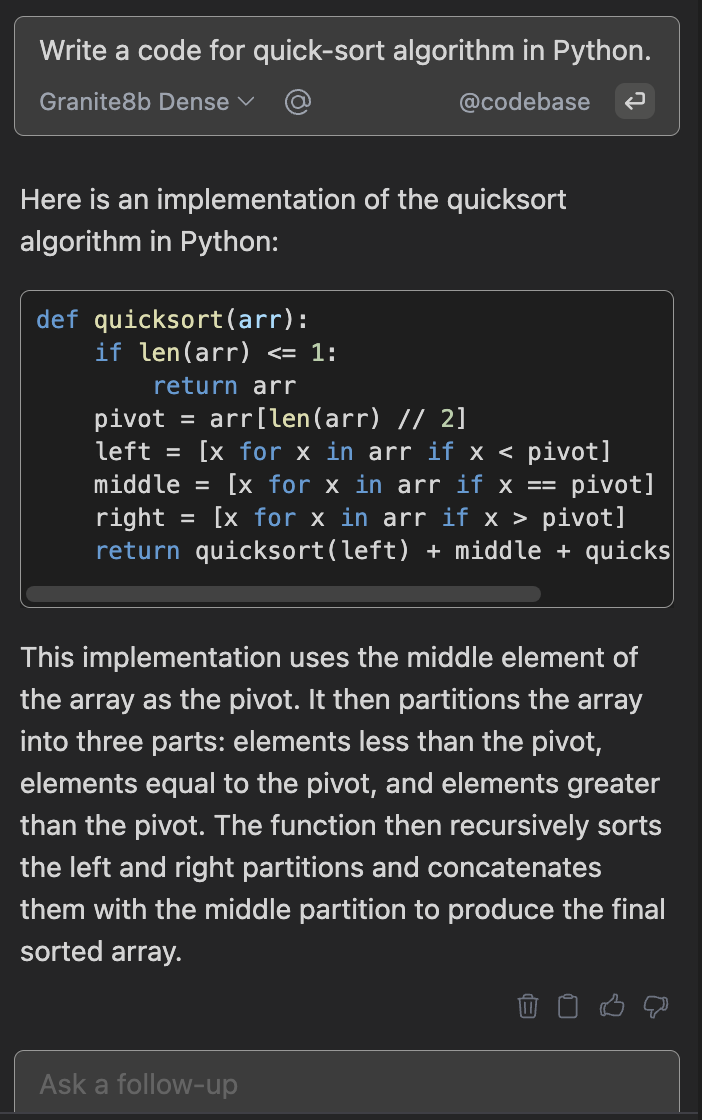 Write a code for quick-sort algorithm in Python.
Granite8b Dense @codebase
Here is an implementation of the quicksort
algorithm in Python:
def quicksort(arr):
    if len(arr) <= 1:
        return arr
    pivot = arr[len(arr) // 2]
    left = [x for x in arr if x < pivot]
    middle = [x for x in arr if x == pivot]
    right = [x for x in arr if x > pivot]
    return quicksort(left) + middle + quicks
This implementation uses the middle element of
the array as the pivot. It then partitions the array
into three parts: elements less than the pivot,
elements equal to the pivot, and elements greater
than the pivot. The function then recursively sorts
the left and right partitions and concatenates
them with the middle partition to produce the final
sorted array.
Ask a follow-up